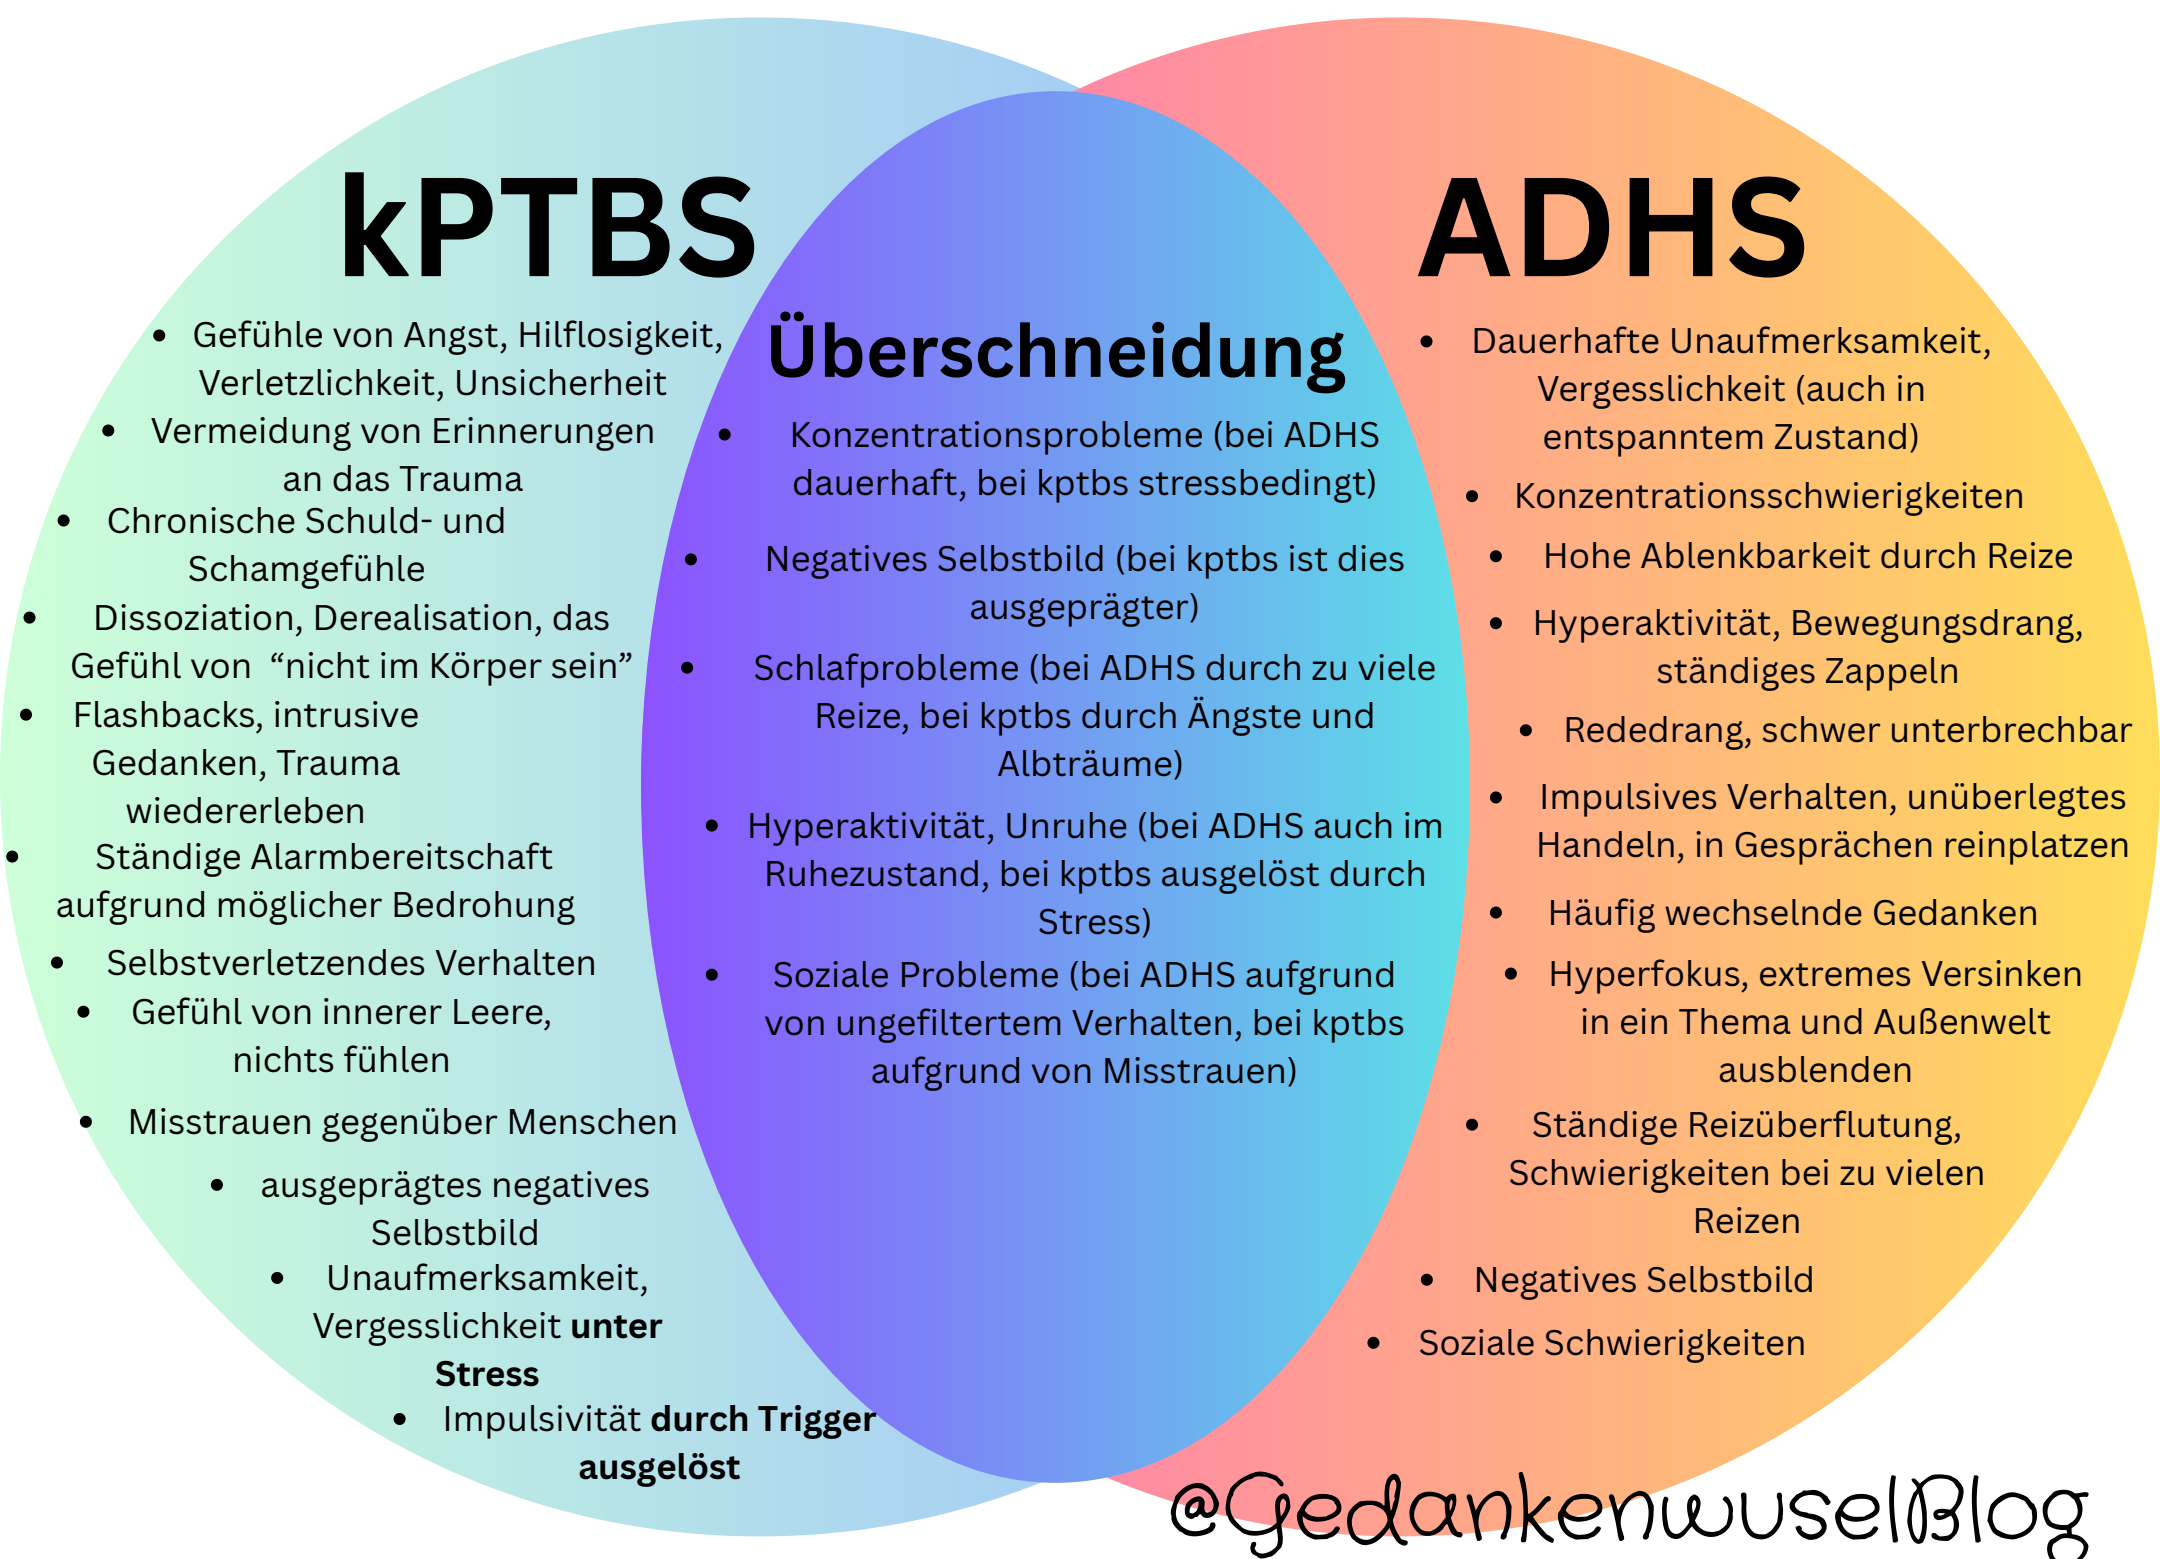 kPTBS
• Gefühle von Angst, Hilflosigkeit,
Verletzlichkeit, Unsicherheit
• Vermeidung von Erinnerungen
an das Trauma
• Chronische Schuld- und
Schamgefühle
• Dissoziation, Derealisation, das
Gefühl von “nicht im Körper sein”
• Flashbacks, intrusive
Gedanken, Trauma
wiedererleben
• Ständige Alarmbereitschaft
aufgrund möglicher Bedrohung
• Selbstverletzendes Verhalten
• Gefühl von innerer Leere,
nichts fühlen
• Misstrauen gegenüber Menschen
• ausgeprägtes negatives
Selbstbild
• Unaufmerksamkeit,
Vergesslichkeit unter
Stress
• Impulsivität durch Trigger
ausgelöst
Überschneidung
• Konzentrationsprobleme (bei ADHS
dauerhaft, bei kptbs stressbedingt)
• Negatives Selbstbild (bei kptbs ist dies
ausgeprägter)
• Schlafprobleme (bei ADHS durch zu viele
Reize, bei kptbs durch Ängste und
Albträume)
• Hyperaktivität, Unruhe (bei ADHS auch im
Ruhezustand, bei kptbs ausgelöst durch
Stress)
• Soziale Probleme (bei ADHS aufgrund
von ungefiltertem Verhalten, bei kptbs
aufgrund von Misstrauen)
ADHS
• Dauerhafte Unaufmerksamkeit,
Vergesslichkeit (auch in
entspanntem Zustand)
• Konzentrationsschwierigkeiten
• Hohe Ablenkbarkeit durch Reize
• Hyperaktivität, Bewegungsdrang,
ständiges Zappeln
• Rededrang, schwer unterbrechbar
• Impulsives Verhalten, unüberlegtes
Handeln, in Gesprächen reinplatzen
• Häufig wechselnde Gedanken
• Hyperfokus, extremes Versinken
in ein Thema und Außenwelt
ausblenden
• Ständige Reizüberflutung,
Schwierigkeiten bei zu vielen
Reizen
• Negatives Selbstbild
• Soziale Schwierigkeiten
@GedankenwuselBlog